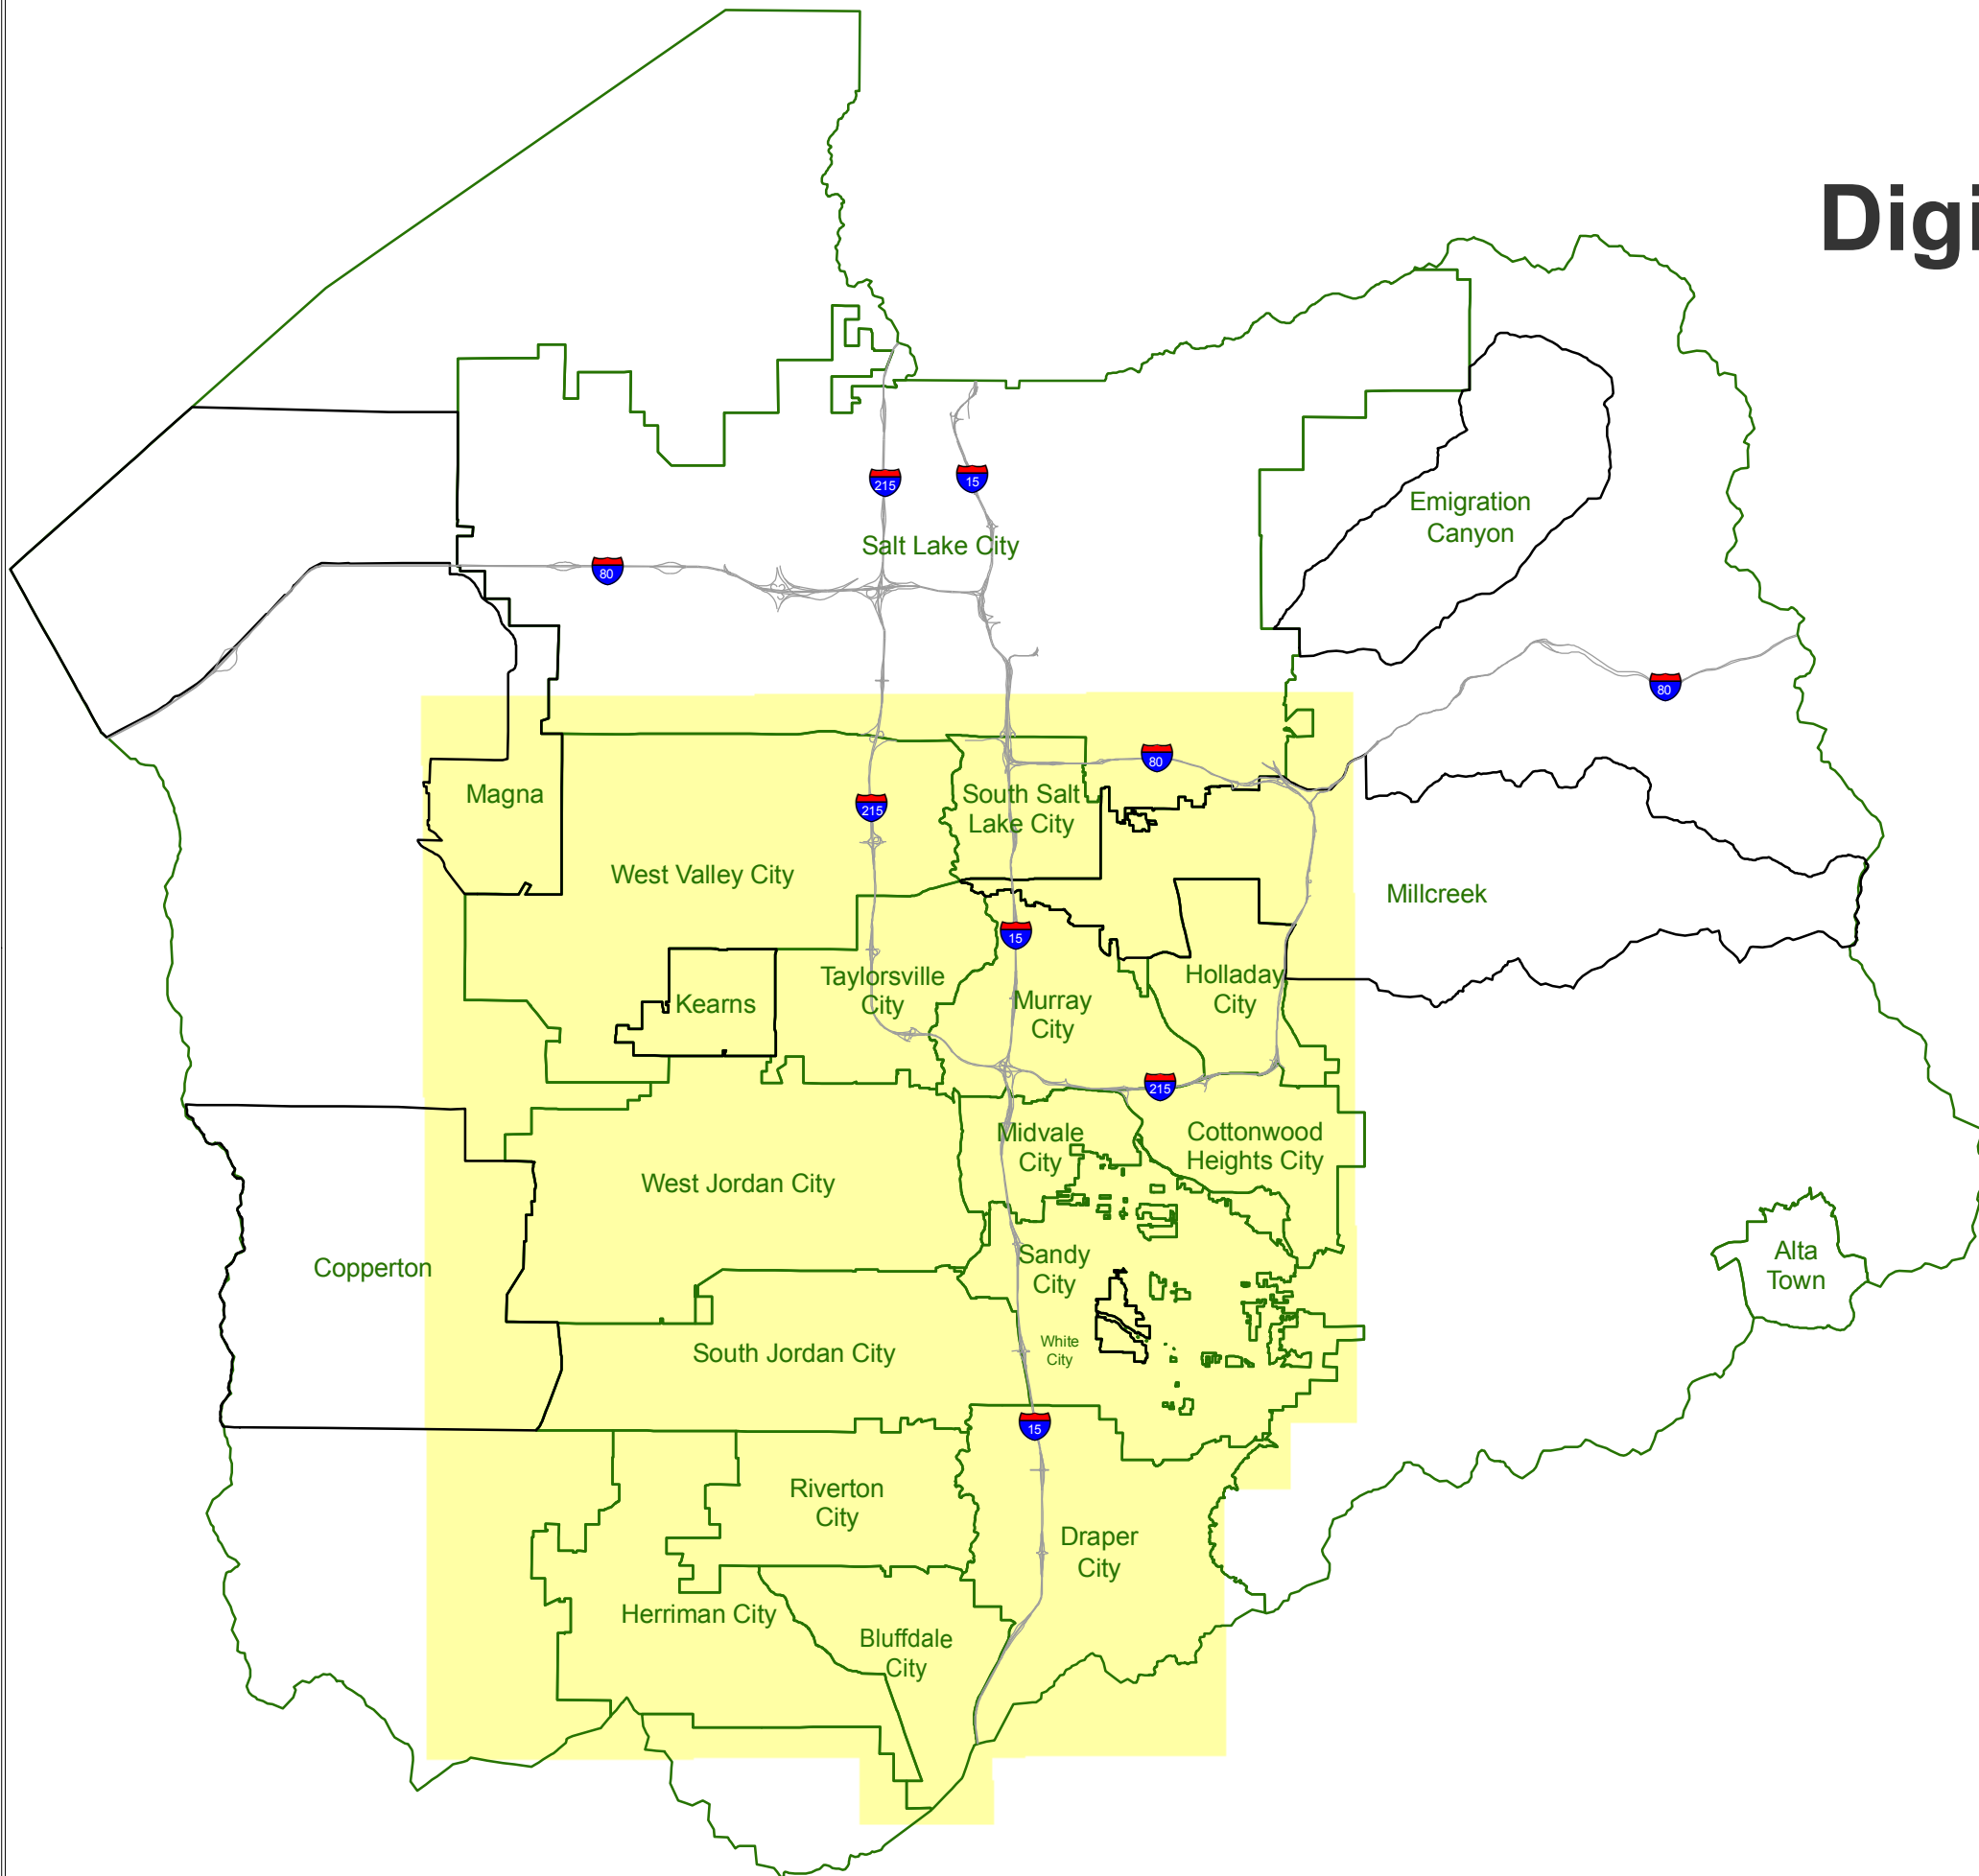 Digi
215
15
Emigration
Canyon
Salt Lake City
80
80
80
Magna
215
South Salt
Lake City
West Valley City
Millcreek
15
Taylorsville
City
Holladay
City
Kearns
Murray
City
215
Midvale
City
Cottonwood
Heights City
West Jordan City
Sandy
City
Alta
Town
Copperton
White
City
South Jordan City
15
Riverton
City
Draper
City
Herriman City
Bluffdale
City